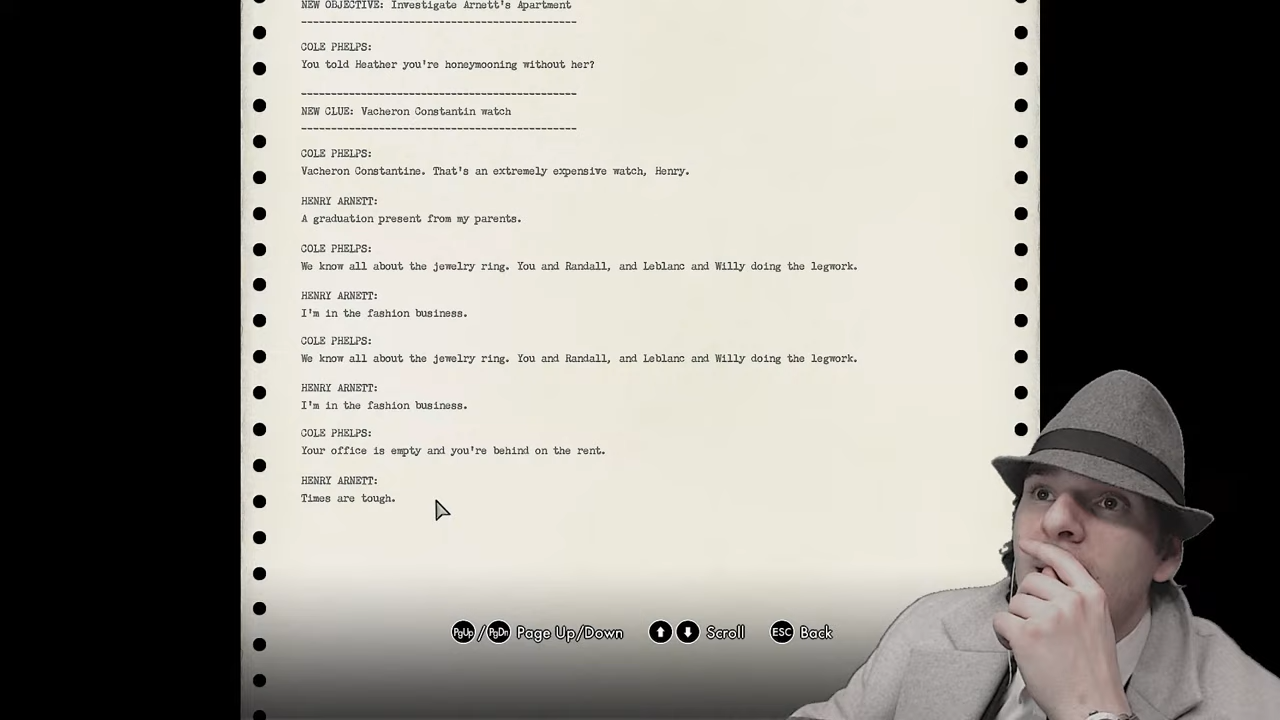 NEW OBJECTIVE: Investigate Arnett's Apartment
--------------------------------------------
COLE PHELPS:
You told Heather you're honeymooning without her?
--------------------------------------------
NEW CLUE: Vacheron Constantin watch
--------------------------------------------
COLE PHELPS:
Vacheron Constantine. That's an extremely expensive watch, Henry.
HENRY ARNETT:
A graduation present from my parents.
COLE PHELPS:
We know all about the jewelry ring. You and Randall, and Leblanc and Willy doing the legwork.
HENRY ARNETT:
I'm in the fashion business.
COLE PHELPS:
We know all about the jewelry ring. You and Randall, and Leblanc and Willy doing the legwork.
HENRY ARNETT:
I'm in the fashion business.
COLE PHELPS:
Your office is empty and you're behind on the rent.
HENRY ARNETT:
Times are tough.
PgUp / PgDn Page Up/Down Scroll ESC Back